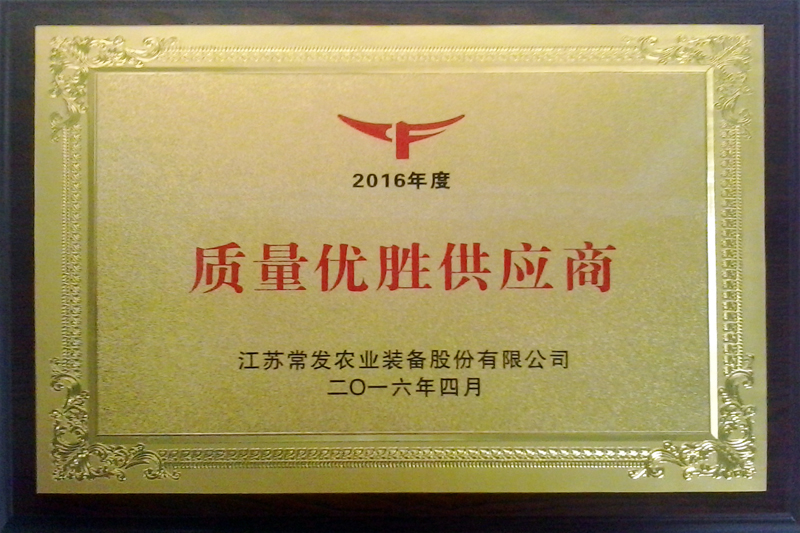 2016年度
质量优胜供应商
江苏常发农业装备股份有限公司
二〇一六年四月